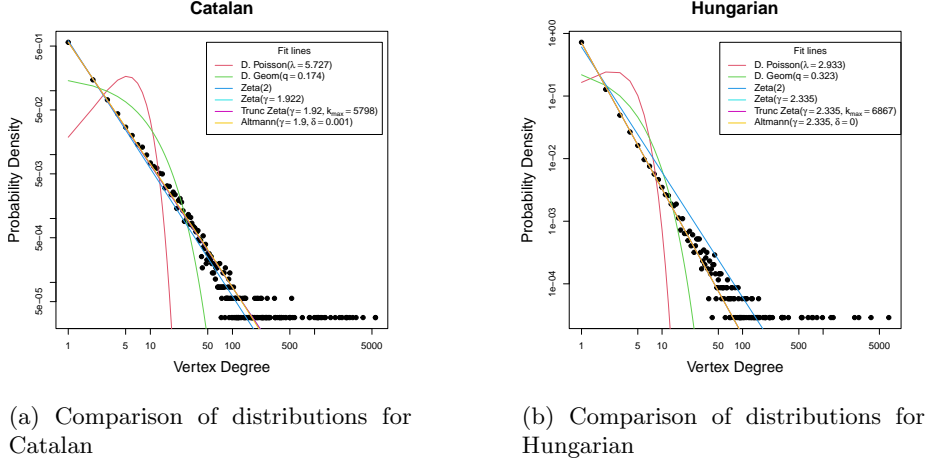 Catalan
Fit lines
D. Poisson(λ = 5.727)
D. Geom(q = 0.174)
Zeta(2)
Zeta(γ = 1.922)
Trunc Zeta(γ = 1.92, kmax = 5798)
Altmann(γ = 1.9, δ = 0.001)
Probability Density
5e−01
5e−02
5e−03
5e−04
5e−05
1
5
10
50
100
500
5000
Vertex Degree
(a) Comparison of distributions for
Catalan
Hungarian
Fit lines
D. Poisson(λ = 2.933)
D. Geom(q = 0.323)
Zeta(2)
Zeta(γ = 2.335)
Trunc Zeta(γ = 2.335, kmax = 6867)
Altmann(γ = 2.335, δ = 0)
Probability Density
1e+00
1e−01
1e−02
1e−03
1e−04
1
5
10
50
100
500
5000
Vertex Degree
(b) Comparison of distributions for
Hungarian